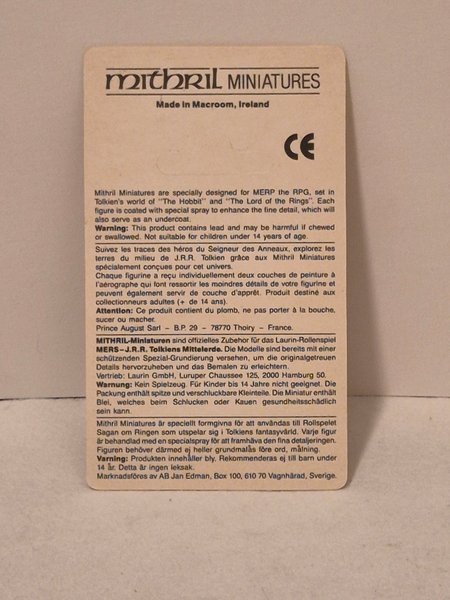 mithril MINIATURES
Made in Macroom, Ireland
CE
Mithril Miniatures are specially designed for MERP the RPG, set in
Tolkien's world of "The Hobbit" and "The Lord of the Rings". Each
figure is coated with special spray to enhance the fine detail, which will
also serve as an undercoat.
Warning: This product contains lead and may be harmful if chewed
or swallowed. Not suitable for children under 14 years of age.
Suivez les traces des héros du Seigneur des Anneaux, explorez les
terres du milieu de J.R.R. Tolkien grâce aux Mithril Miniatures
spécialement conçues pour cet univers.
Chaque figurine a reçu individuellement deux couches de peinture à
l'aérographe qui font ressortir les moindres détails de votre figurine et
peuvent également servir de couche d'apprêt. Produit destiné aux
collectionneurs adultes (+ de 14 ans).
Attention: Ce produit contient du plomb, ne pas porter à la bouche,
sucer ou macher.
Prince August Sarl – B.P. 29 – 78770 Thoiry – France.
MITHRIL-Miniaturen sind offizielles Zubehör für das Laurin-Rollenspiel
MERS–J.R.R. Tolkiens Mittelerde. Die Modelle sind bereits mit einer
schützenden Spezial-Grundierung versehen, um die originalgetreuen
Details hervorzuheben und das Bemalen zu erleichtern.
Vertrieb: Laurin GmbH, Luruper Chaussee 125, 2000 Hamburg 50.
Warnung: Kein Spielzeug. Für Kinder bis 14 Jahre nicht geeignet. Die
Packung enthält spitze und verschluckbare Kleinteile. Die Miniatur enthält
Blei, welches beim Schlucken oder Kauen gesundheitsschädlich
sein kann.
Mithril Miniatures är speciellt formgivna för att användas till Rollspelet
Sagan om Ringen som utspelar sig i Tolkiens fantasyvärld. Varje figur
är behandlad med en specialspray för att framhäva den fina detaljeringen.
Figuren behöver därmed ej heller grundmalås före ord, målning.
Varning: Produkten innehåller bly. Rekommenderas ej till barn under
14 år. Detta är ingen leksak.
Marknadsföres av AB Jan Edman, Box 100, 610 70 Vagnhärad, Sverige.